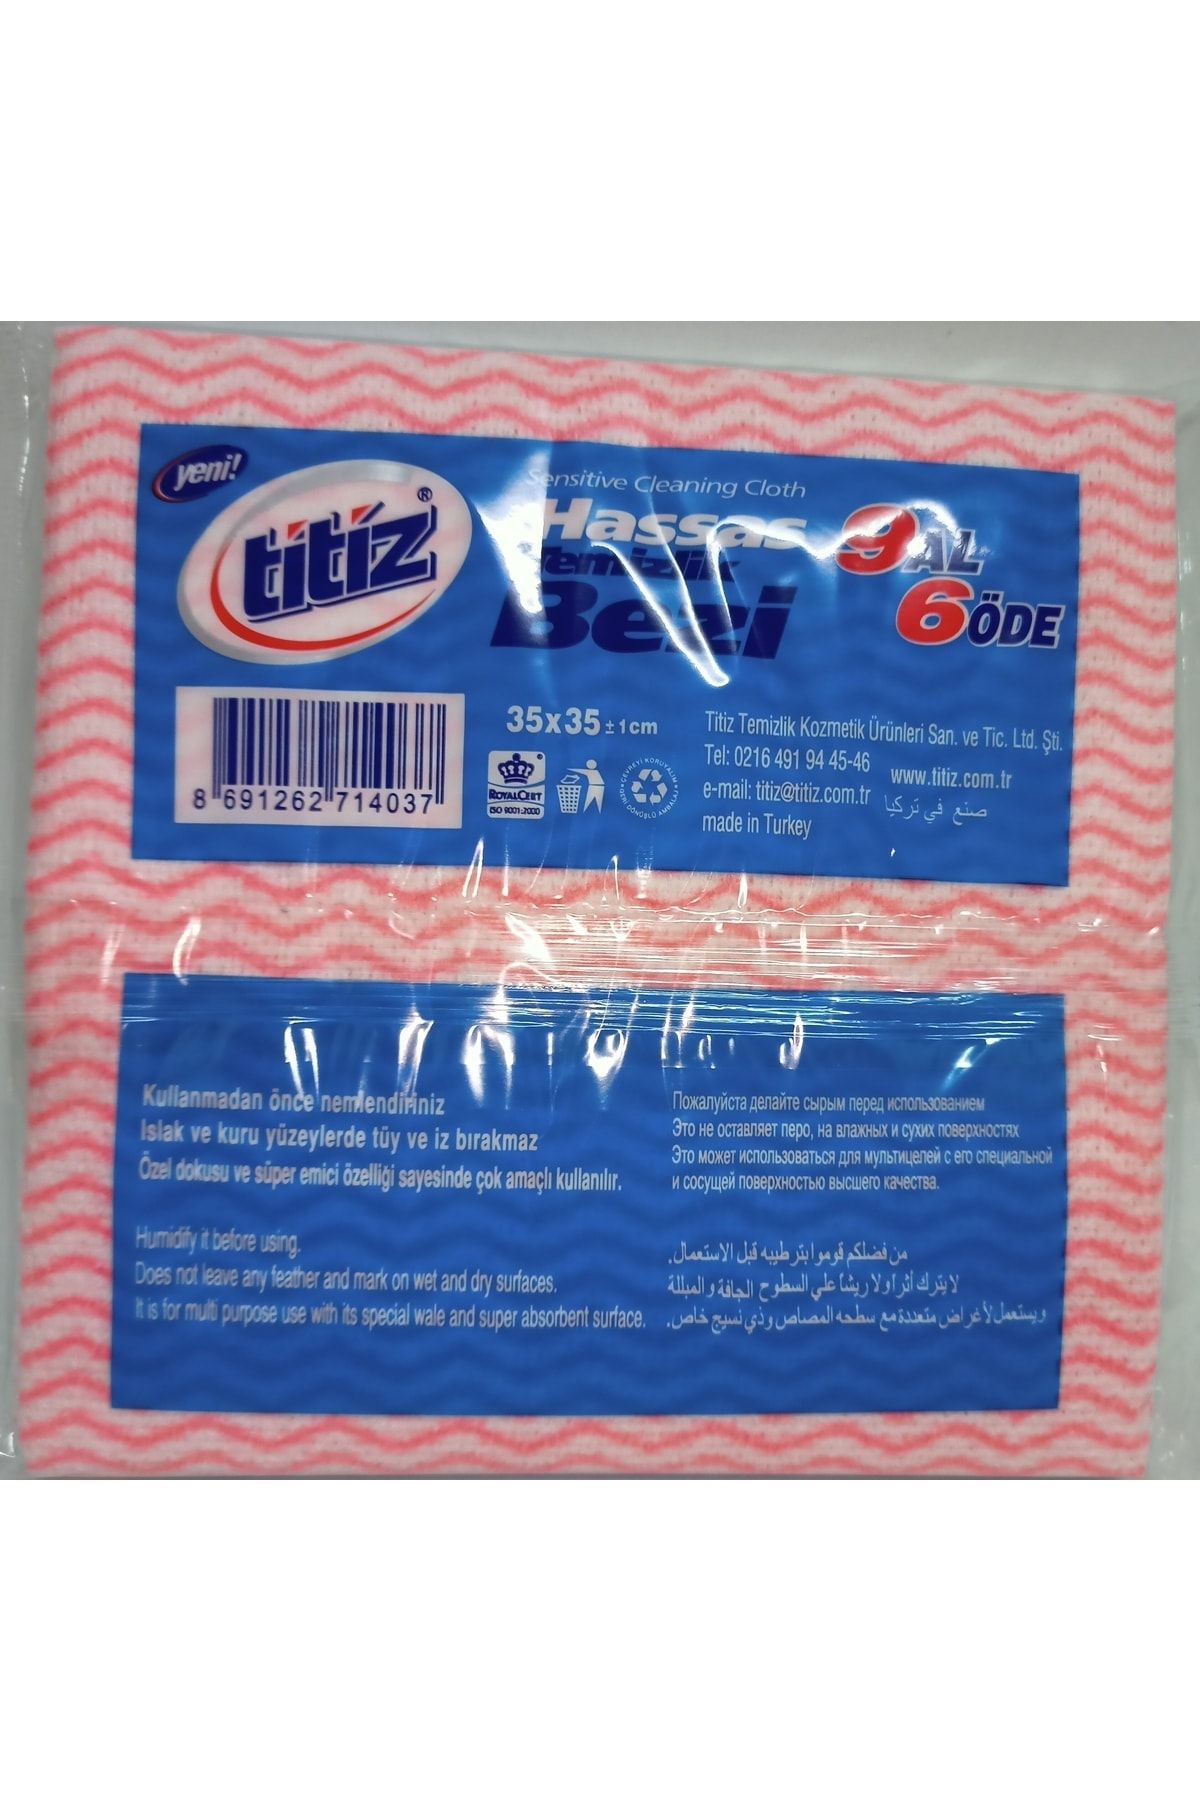 yeni!
titiz®
Sensitive Cleaning Cloth
Hassas
Temizlik
Bezi
9 AL
6 ÖDE
8 691262 714037
35x35 ±1cm
ROYALCERT
ISO 9001:2000
ÇEVREYİ KORUYALIM
GERİ DÖNÜŞLÜ AMBALAJ
Titiz Temizlik Kozmetik Ürünleri San. ve Tic. Ltd. Şti.
Tel: 0216 491 94 45-46
www.titiz.com.tr
e-mail: titiz@titiz.com.tr
صنع في تركيا
made in Turkey
Kullanmadan önce nemlendiriniz
Islak ve kuru yüzeylerde tüy ve iz bırakmaz
Özel dokusu ve süper emici özelliği sayesinde çok amaçlı kullanılır.
Humidify it before using.
Does not leave any feather and mark on wet and dry surfaces.
It is for multi purpose use with its special wale and super absorbent surface.
Пожалуйста делайте сырым перед использованием
Это не оставляет перо, на влажных и сухих поверхностях
Это может использоваться для мультицелей с его специальной
и сосущей поверхностью высшего качества.
من فضلكم قوموا بترطيبه قبل الاستعمال.
لا يترك أثرا ولا ريشا علي السطوح الجافة و المبللة
ويستعمل لأغراض متعددة مع سطحه المصاص وذي نسيج خاص.